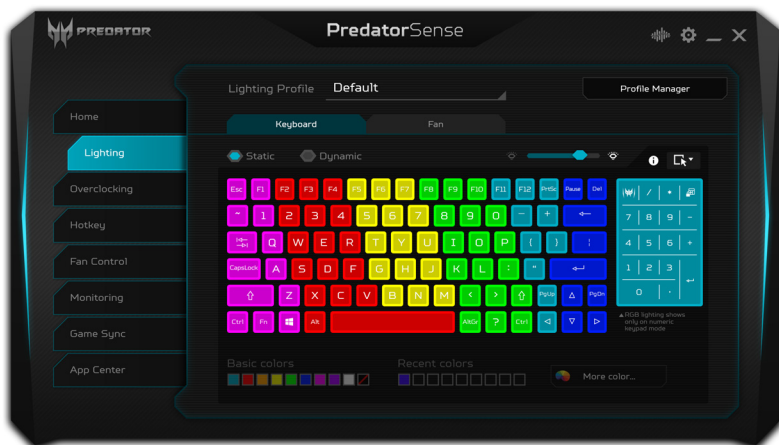 PREDATOR
PredatorSense
Lighting Profile Default
Profile Manager
Home
Lighting
Overclocking
Hotkey
Fan Control
Monitoring
Game Sync
App Center
Keyboard Fan
Static Dynamic
Esc F1 F2 F3 F4 F5 F6 F7 F8 F9 F10 F11 F12 PrtSc Pause Del
~ 1 2 3 4 5 6 7 8 9 0 - + ←
Q W E R T Y U I O P { } ¦
CapsLock A S D F G H J K L : "
⇧ Z X C V B N M < > ⇧ PgUp △ PgDn
Ctrl Fn Alt AltGr ? Ctrl ◁ ▽ ▷
/ *
7 8 9 -
4 5 6 +
1 2 3
0 .
▲RGB lighting shows
only on numeric
keypad mode
Basic colors Recent colors
More color...